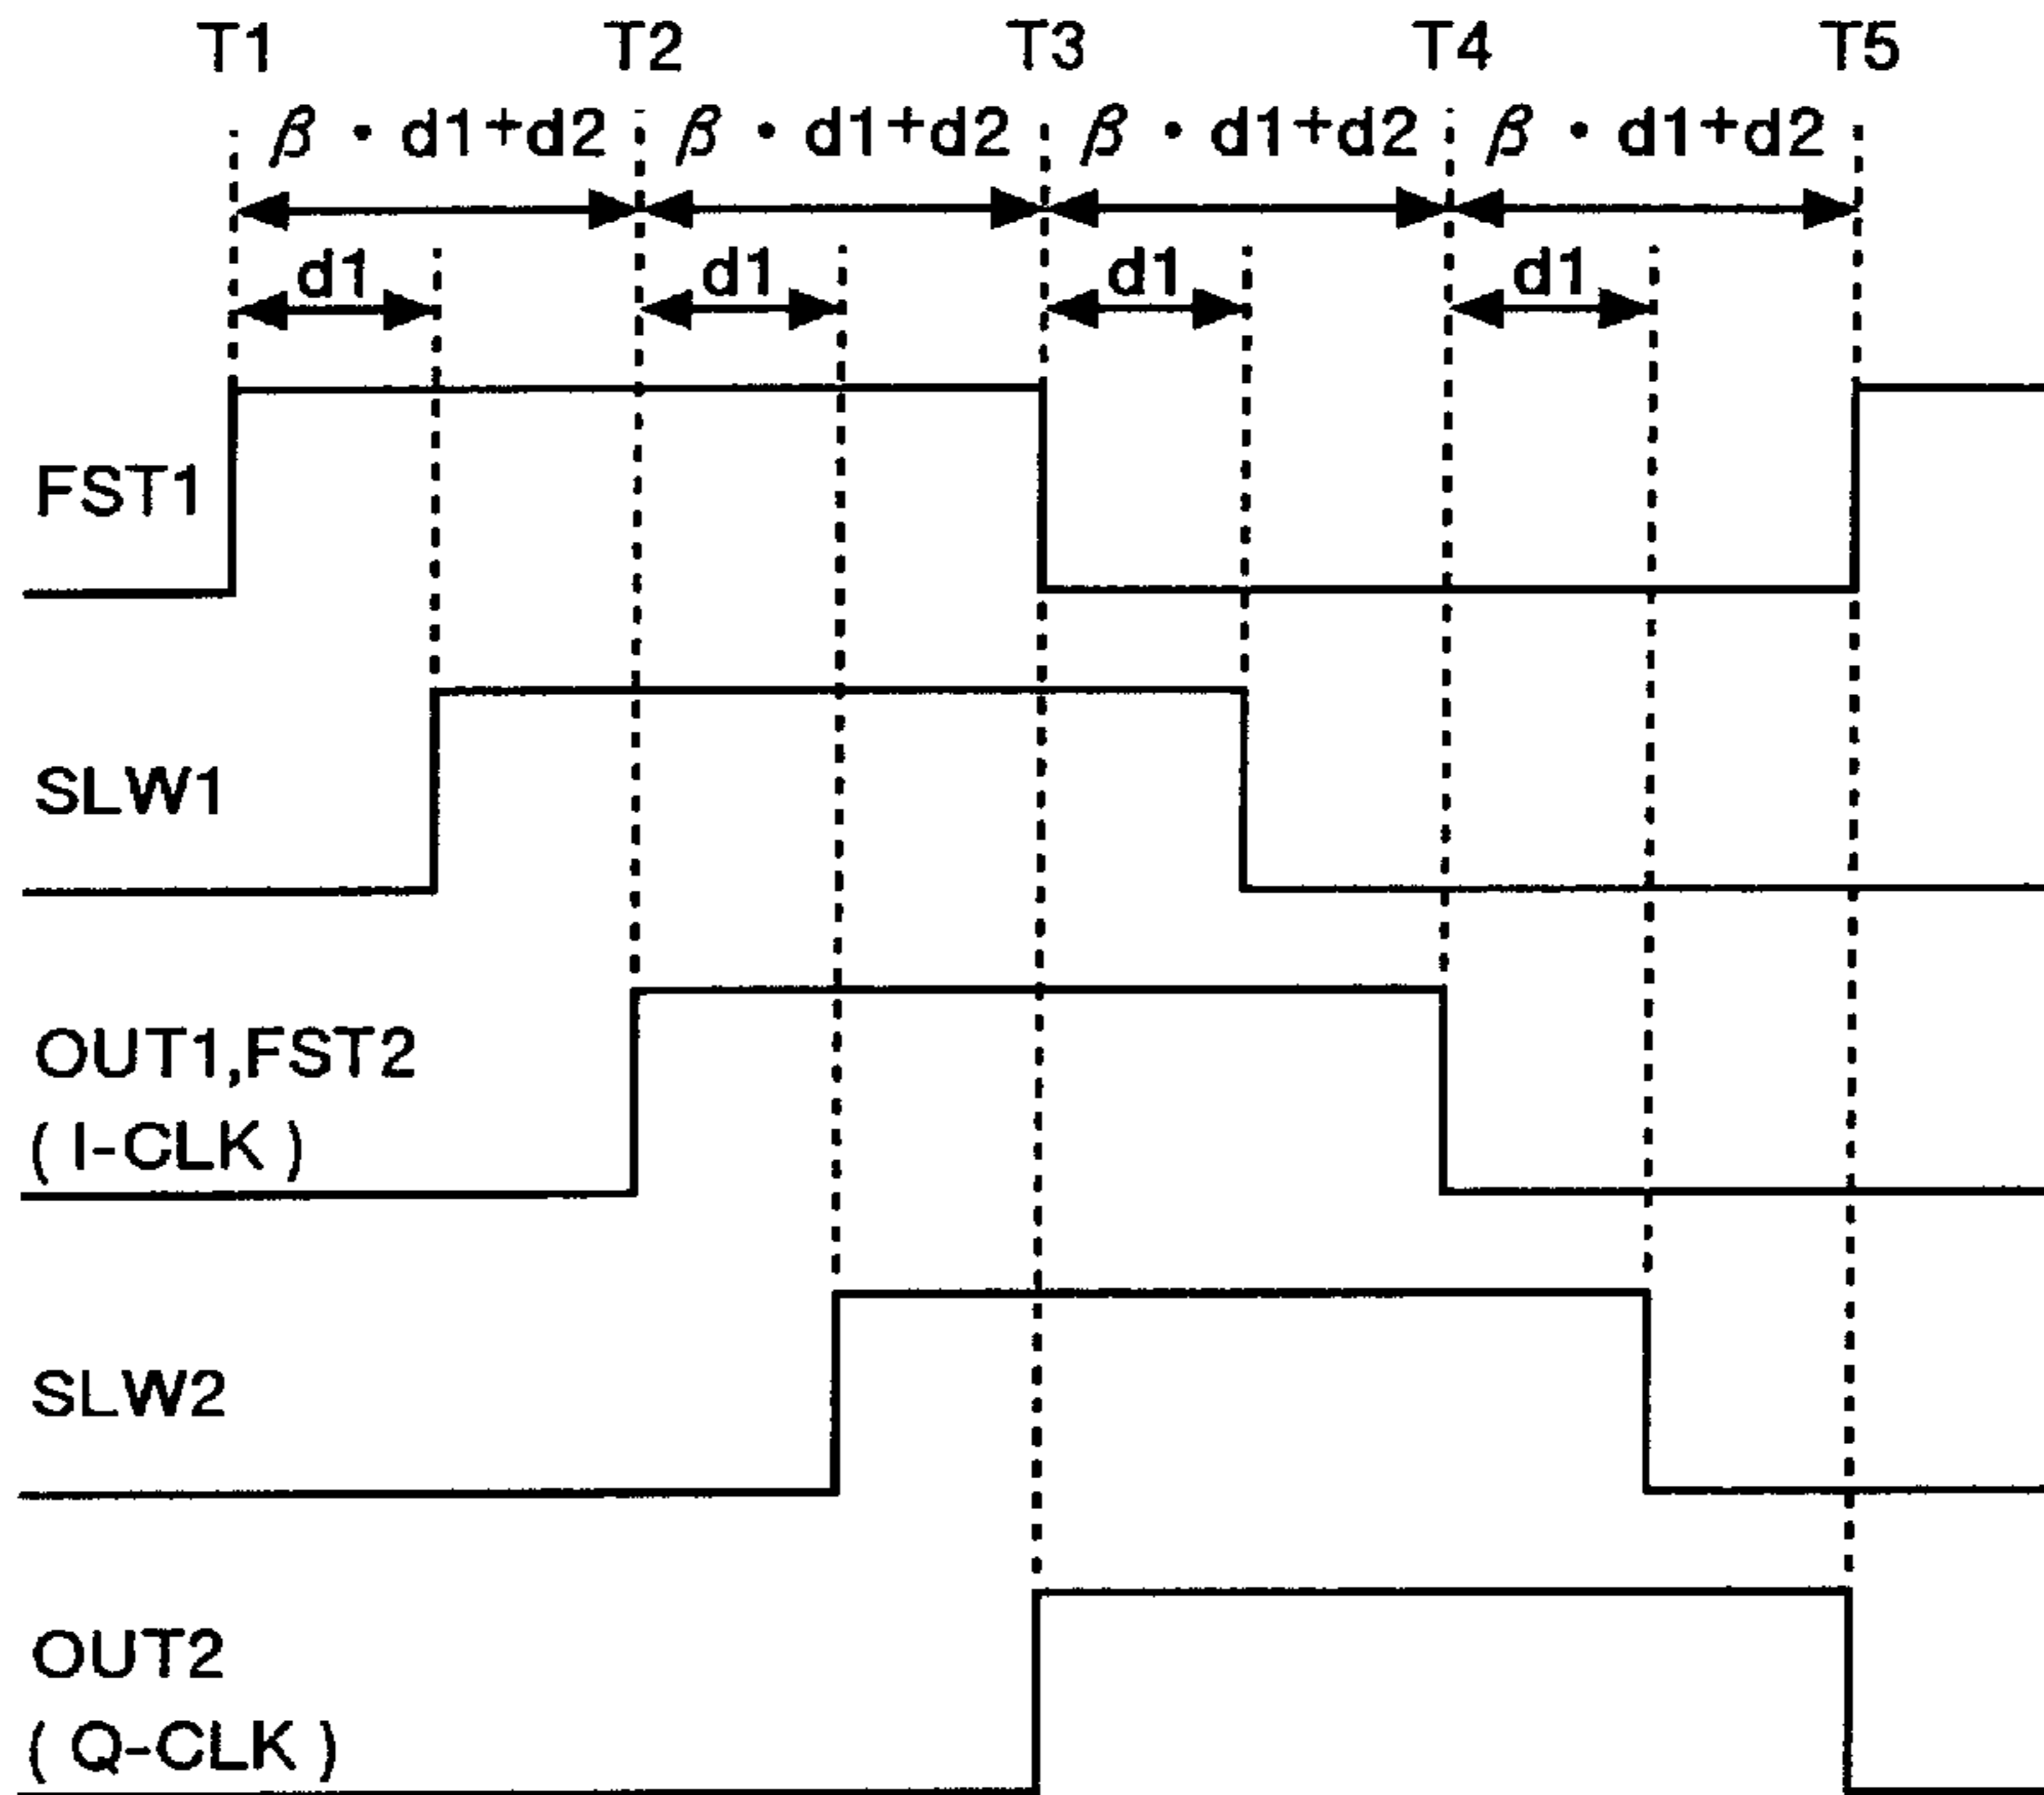 T1 T2 T3 T4 T5
β・d1+d2 β・d1+d2 β・d1+d2 β・d1+d2
d1 d1 d1 d1
FST1
SLW1
OUT1,FST2
( I-CLK )
SLW2
OUT2
( Q-CLK )